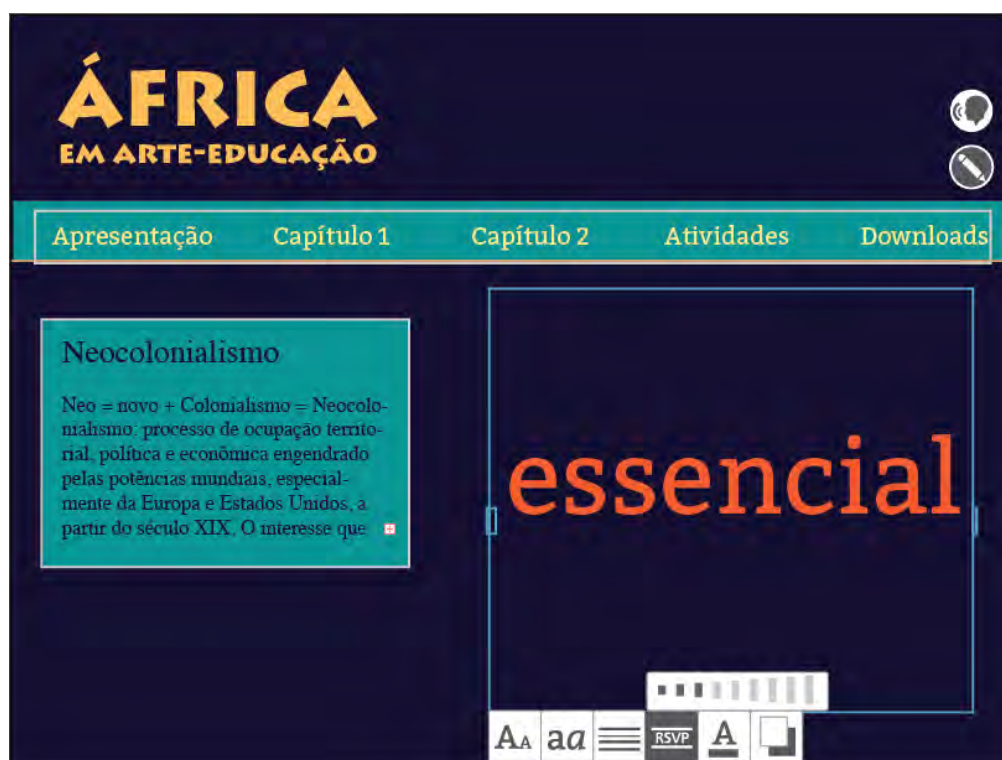 ÁFRICA
EM ARTE-EDUCAÇÃO
Apresentação Capítulo 1 Capítulo 2 Atividades Downloads
Neocolonialismo
Neo = novo + Colonialismo = Neocolo-
nialismo: processo de ocupação territo-
rial, política e econômica engendrado
pelas potências mundiais, especial-
mente da Europa e Estados Unidos, a
partir do século XIX. O interesse que
essencial
AA aa RSVP A